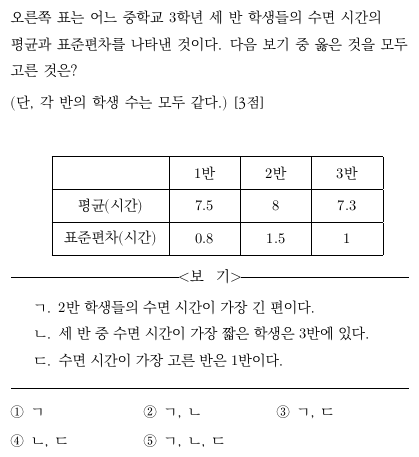 오른쪽 표는 어느 중학교 3학년 세 반 학생들의 수면 시간의
평균과 표준편차를 나타낸 것이다. 다음 보기 중 옳은 것을 모두
고른 것은?
(단, 각 반의 학생 수는 모두 같다.) [3점]
1반 2반 3반
평균(시간) 7.5 8 7.3
표준편차(시간) 0.8 1.5 1
<보 기>
ㄱ. 2반 학생들의 수면 시간이 가장 긴 편이다.
ㄴ. 세 반 중 수면 시간이 가장 짧은 학생은 3반에 있다.
ㄷ. 수면 시간이 가장 고른 반은 1반이다.
① ㄱ ② ㄱ, ㄴ ③ ㄱ, ㄷ
④ ㄴ, ㄷ ⑤ ㄱ, ㄴ, ㄷ